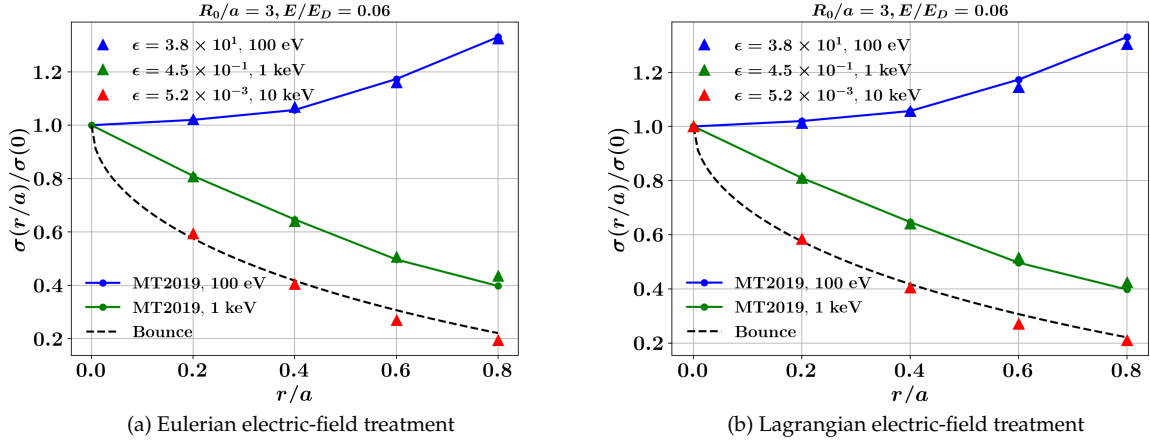 R₀/a = 3, E/E_D = 0.06
ϵ = 3.8 × 10¹, 100 eV
ϵ = 4.5 × 10⁻¹, 1 keV
ϵ = 5.2 × 10⁻³, 10 keV
1.2
1.0
0.8
0.6
0.4
0.2
σ(r/a)/σ(0)
MT2019, 100 eV
MT2019, 1 keV
Bounce
0.0 0.2 0.4 0.6 0.8
r/a
(a) Eulerian electric-field treatment
R₀/a = 3, E/E_D = 0.06
ϵ = 3.8 × 10¹, 100 eV
ϵ = 4.5 × 10⁻¹, 1 keV
ϵ = 5.2 × 10⁻³, 10 keV
1.2
1.0
0.8
0.6
0.4
0.2
σ(r/a)/σ(0)
MT2019, 100 eV
MT2019, 1 keV
Bounce
0.0 0.2 0.4 0.6 0.8
r/a
(b) Lagrangian electric-field treatment